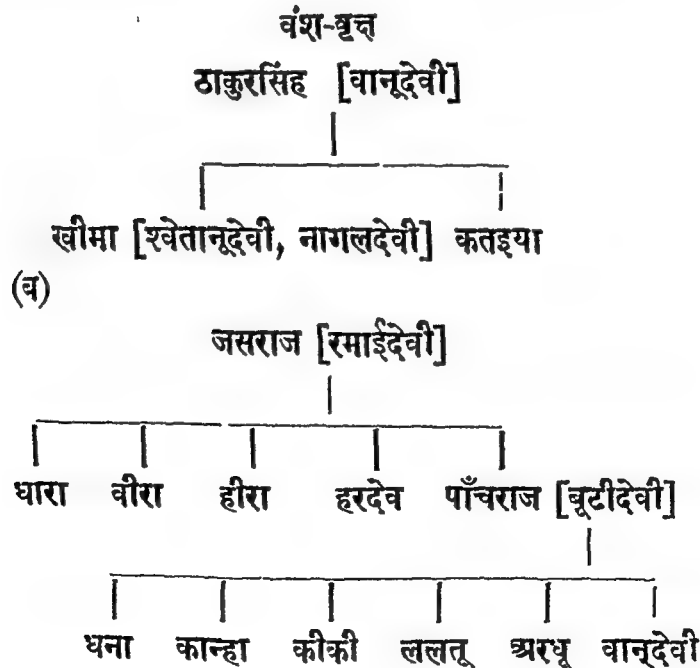 वंश-वृक्ष
ठाकुरसिंह [वानूदेवी]
खीमा [श्वेतानूदेवी, नागलदेवी] कतइया
(ब)
जसराज [रमाईदेवी]
धारा वीरा हीरा हरदेव पाँचराज [बूटीदेवी]
धना कान्हा कीकी ललतू अरधू वानूदेवी